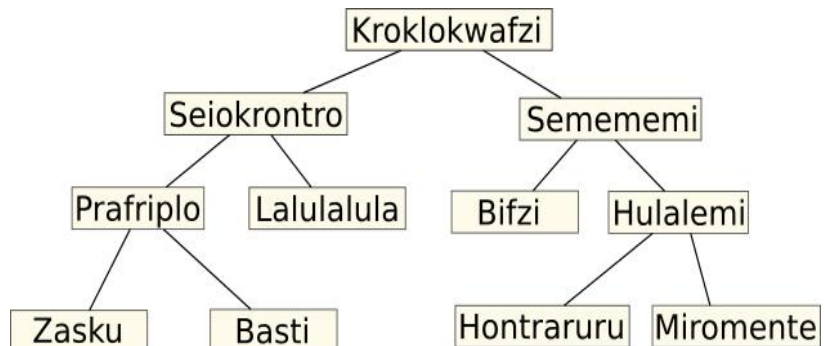 Kroklokwafzi
Seiokrontro
Semememi
Prafriplo
Lalulalula
Bifzi
Hulalemi
Zasku
Basti
Hontraruru
Miromente